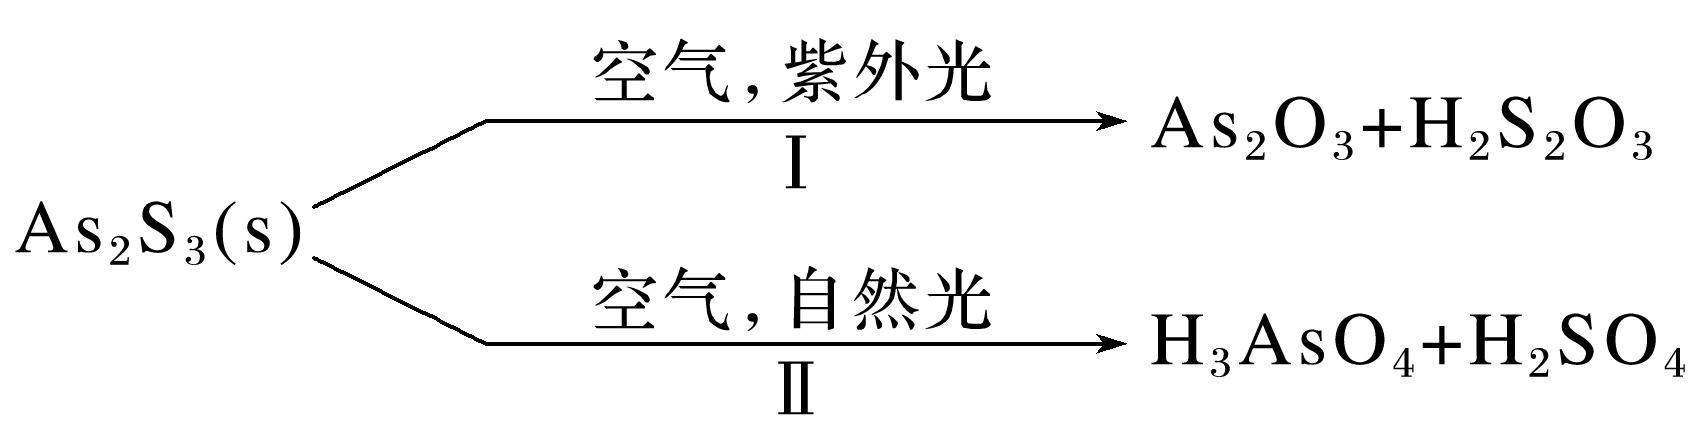 空气,紫外光
As₂O₃+H₂S₂O₃
Ⅰ
As₂S₃(s)
空气,自然光
H₃AsO₄+H₂SO₄
Ⅱ